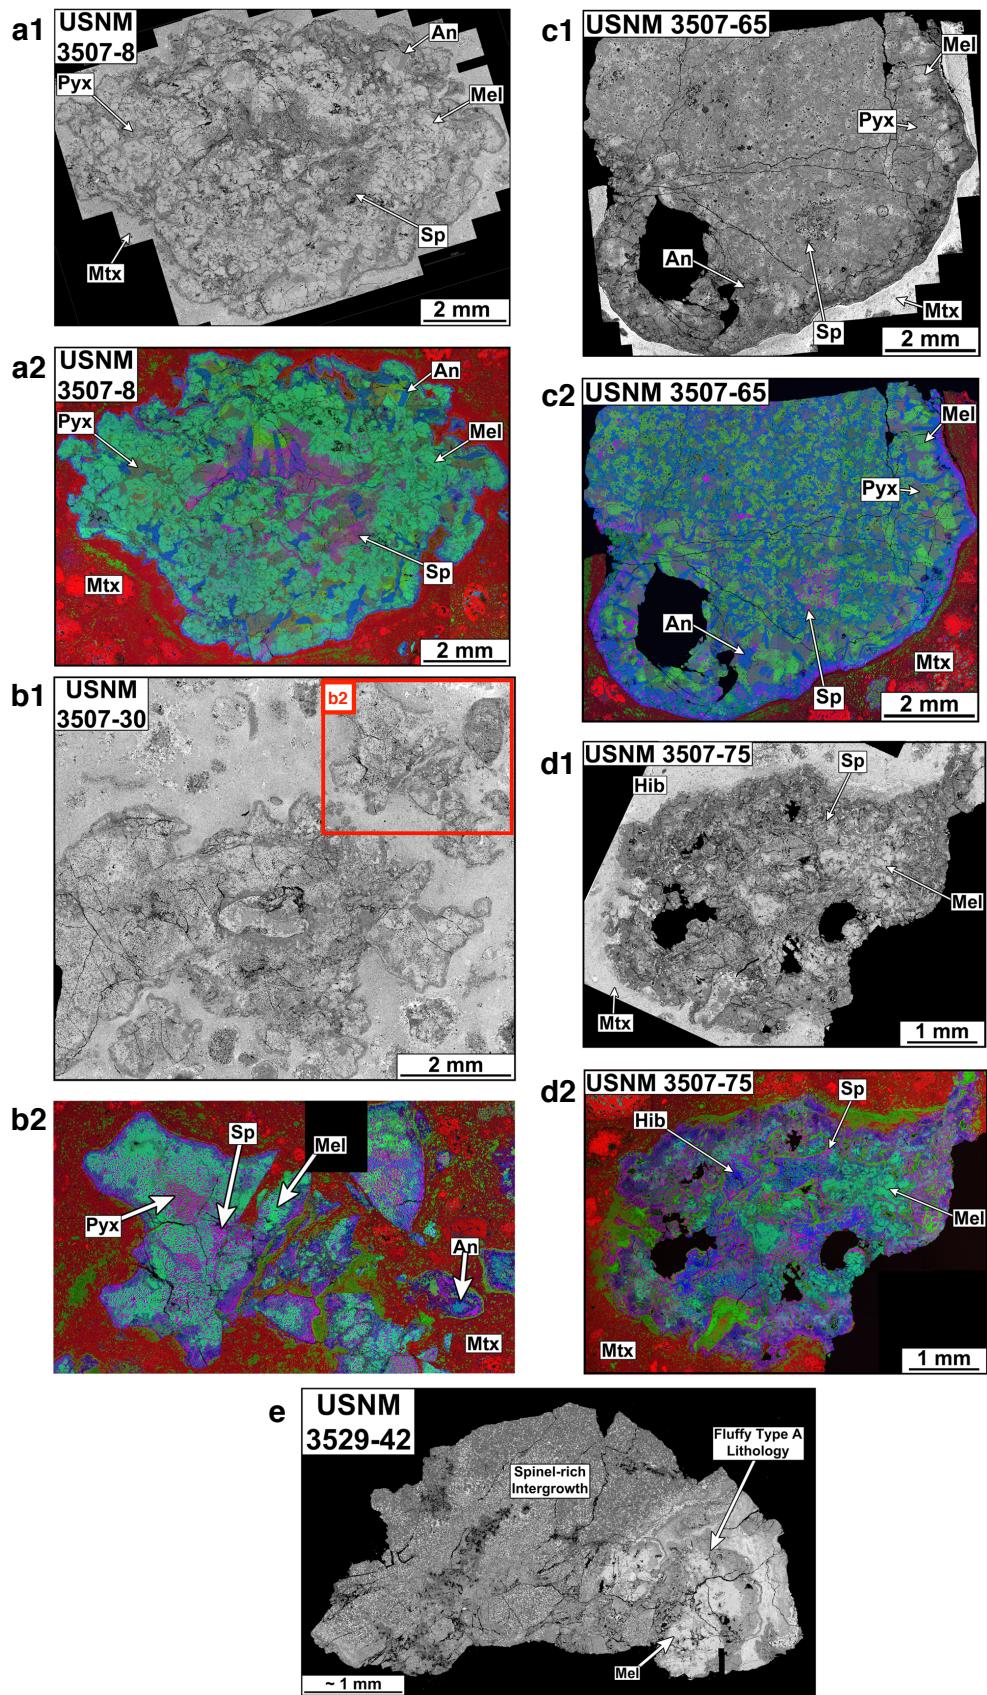 a1
USNM
3507-8
An
Pyx
Mel
Sp
Mtx
2 mm
a2
USNM
3507-8
An
Pyx
Mel
Sp
Mtx
2 mm
b1
USNM
3507-30
b2
2 mm
b2
Sp
Mel
Pyx
An
Mtx
c1
USNM 3507-65
Mel
Pyx
An
Sp
Mtx
2 mm
c2
USNM 3507-65
Mel
Pyx
An
Sp
Mtx
2 mm
d1
USNM 3507-75
Sp
Hib
Mel
Mtx
1 mm
d2
USNM 3507-75
Sp
Hib
Mel
Mtx
1 mm
e
USNM
3529-42
Fluffy Type A
Lithology
Spinel-rich
Intergrowth
Mel
~ 1 mm